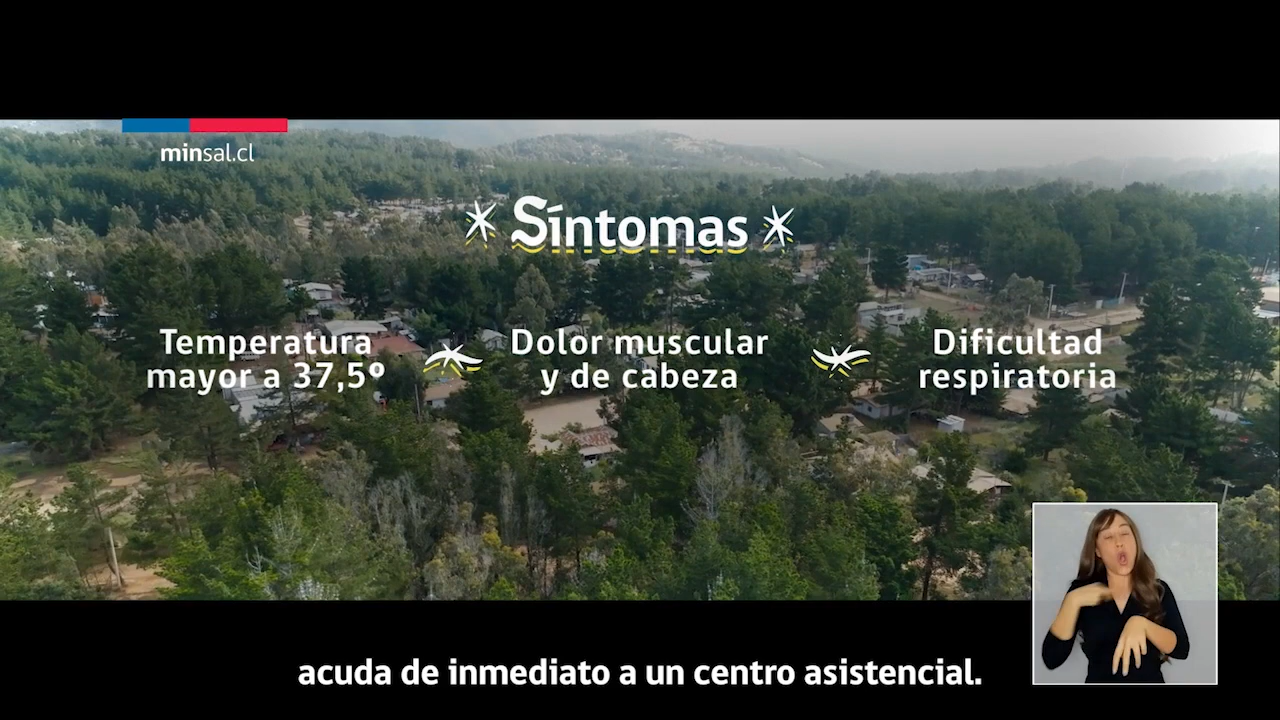 minsal.cl
Síntomas
Temperatura
mayor a 37,5º
Dolor muscular
y de cabeza
Dificultad
respiratoria
acuda de inmediato a un centro asistencial.